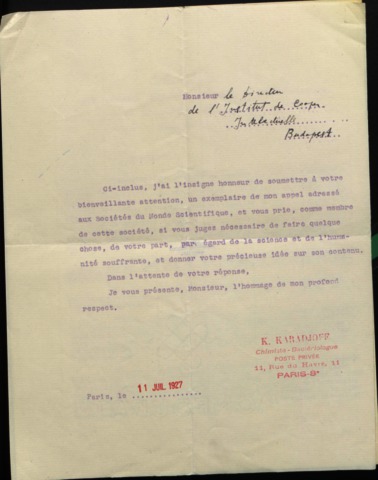 Monsieur le Directeur
de l'Institut de Cooper
Intellectuelle
Budapest
Ci-inclus, j'ai l'insigne honneur de soumettre à votre
bienveillante attention, un exemplaire de mon appel adressé
aux Sociétés du Monde Scientifique, et vous prie, comme membre
de cette société, si vous jugez nécessaire de faire quelque
chose, de votre part, par égard de la science et de l'huma-
nité souffrante, et donner votre précieuse idée sur son contenu.
Dans l'attente de votre réponse,
Je vous présente, Monsieur, l'hommage de mon profond
respect.
K. KARADJOFF
Chimiste-
POSTE PRIVÉE
11, Rue du Havre, 11
PARIS-8e
Paris, le 11 JUIL 1927